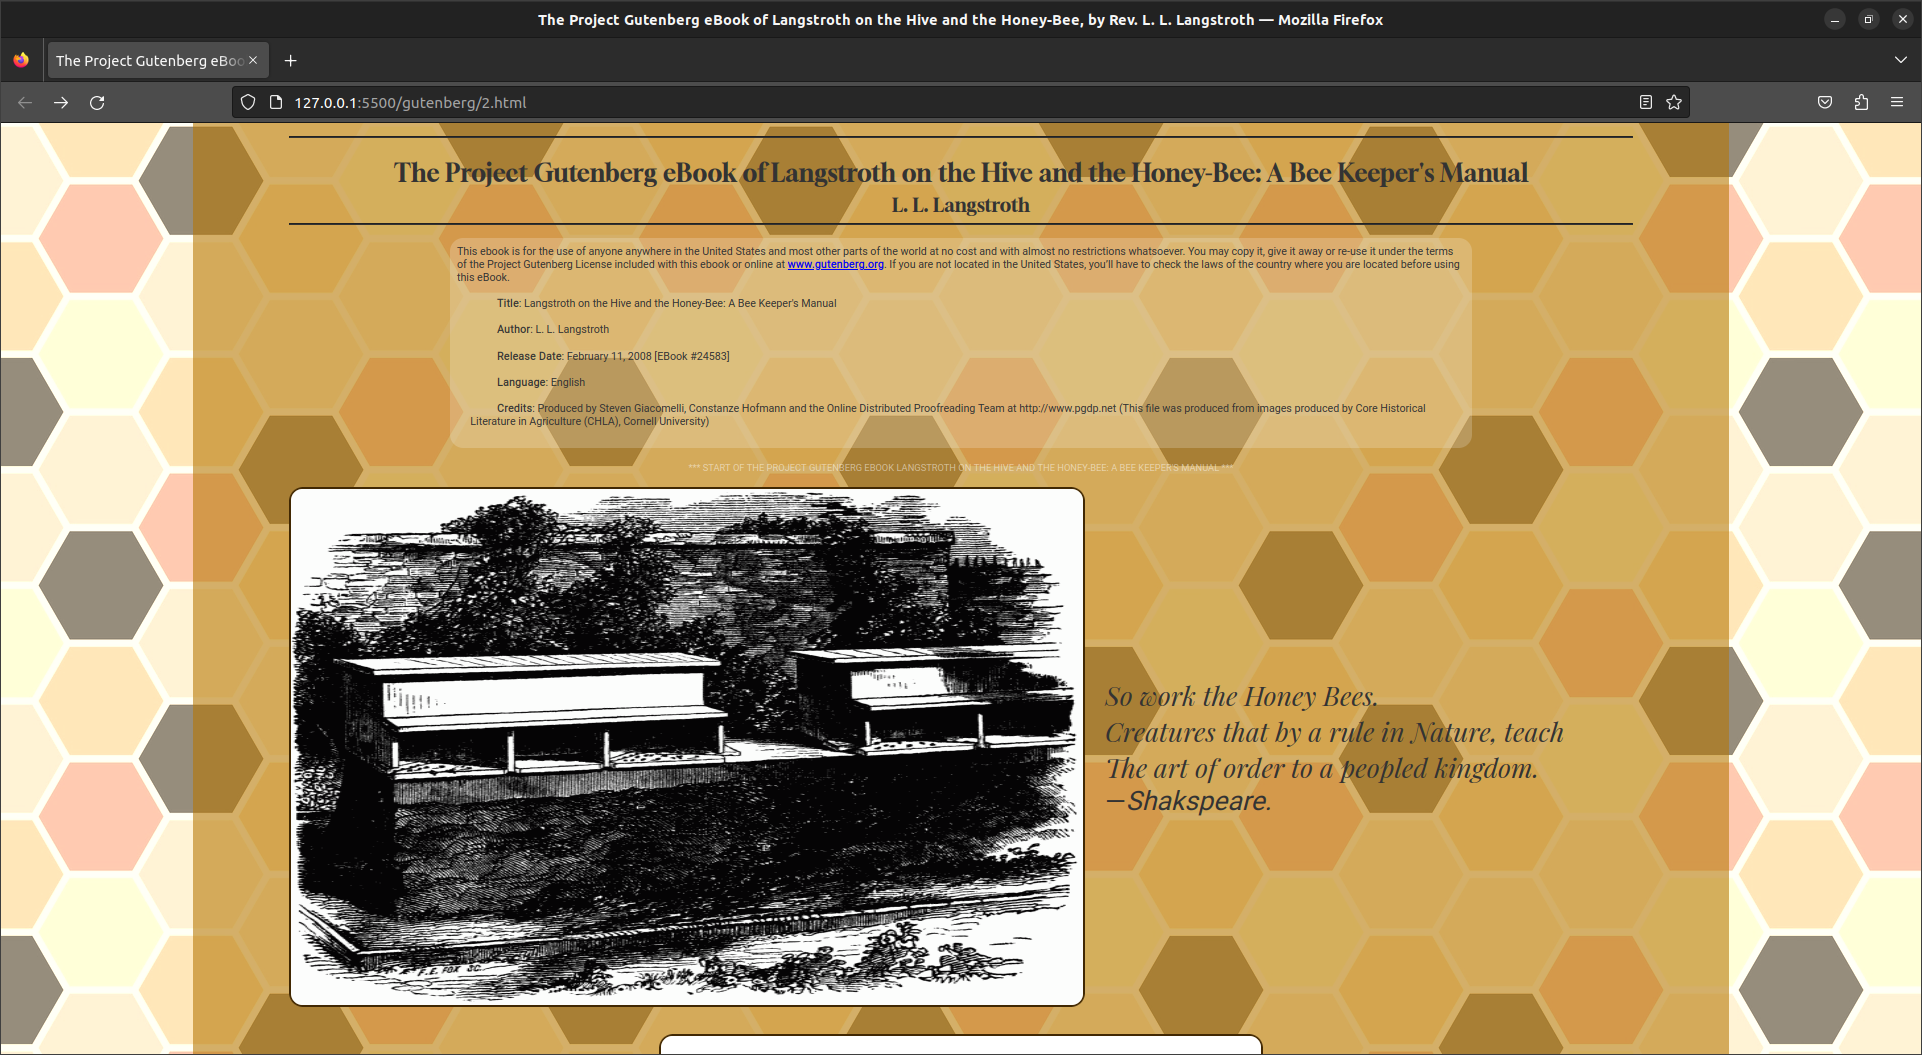 The Project Gutenberg eBook of Langstroth on the Hive and the Honey-Bee, by Rev. L. L. Langstroth — Mozilla Firefox
The Project Gutenberg eBoo
127.0.0.1:5500/gutenberg/2.html
The Project Gutenberg eBook of Langstroth on the Hive and the Honey-Bee: A Bee Keeper's Manual
L. L. Langstroth
This ebook is for the use of anyone anywhere in the United States and most other parts of the world at no cost and with almost no restrictions whatsoever. You may copy it, give it away or re-use it under the terms
of the Project Gutenberg License included with this ebook or online at www.gutenberg.org. If you are not located in the United States, you'll have to check the laws of the country where you are located before using
this eBook.
Title: Langstroth on the Hive and the Honey-Bee: A Bee Keeper's Manual
Author: L. L. Langstroth
Release Date: February 11, 2008 [EBook #24583]
Language: English
Credits: Produced by Steven Giacomelli, Constanze Hofmann and the Online Distributed Proofreading Team at http://www.pgdp.net (This file was produced from images produced by Core Historical
Literature in Agriculture (CHLA), Cornell University)
*** START OF THE PROJECT GUTENBERG EBOOK LANGSTROTH ON THE HIVE AND THE HONEY-BEE: A BEE KEEPER'S MANUAL ***
So work the Honey Bees.
Creatures that by a rule in Nature, teach
The art of order to a peopled kingdom.
—Shakspeare.
F. E. FOX SC.